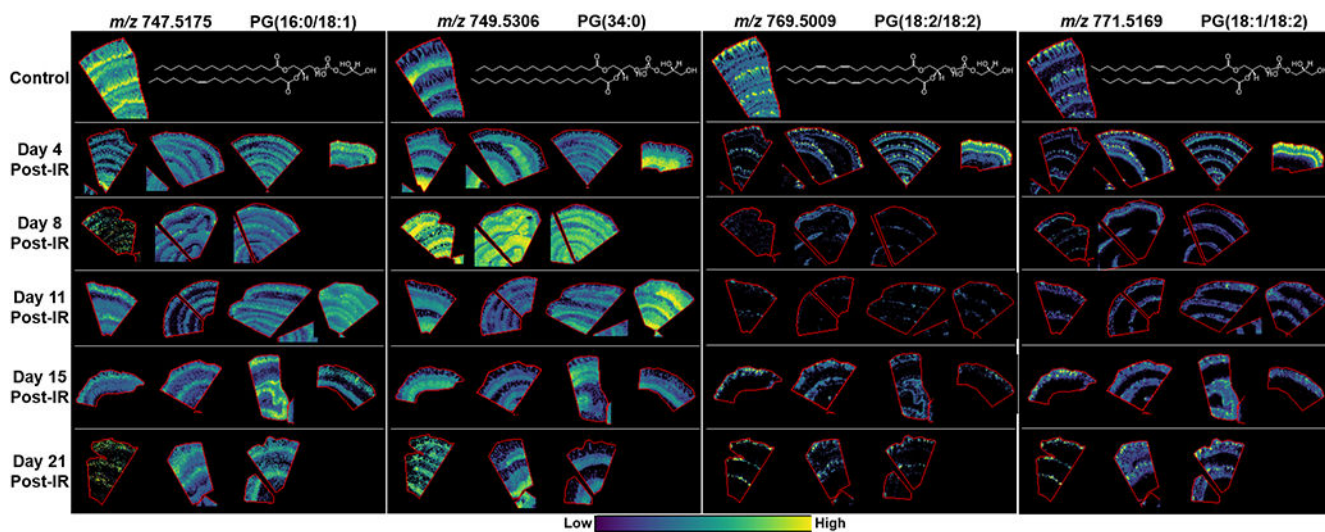 m/z 747.5175 PG(16:0/18:1) m/z 749.5306 PG(34:0) m/z 769.5009 PG(18:2/18:2) m/z 771.5169 PG(18:1/18:2)
Control
Day 4
Post-IR
Day 8
Post-IR
Day 11
Post-IR
Day 15
Post-IR
Day 21
Post-IR
Low High